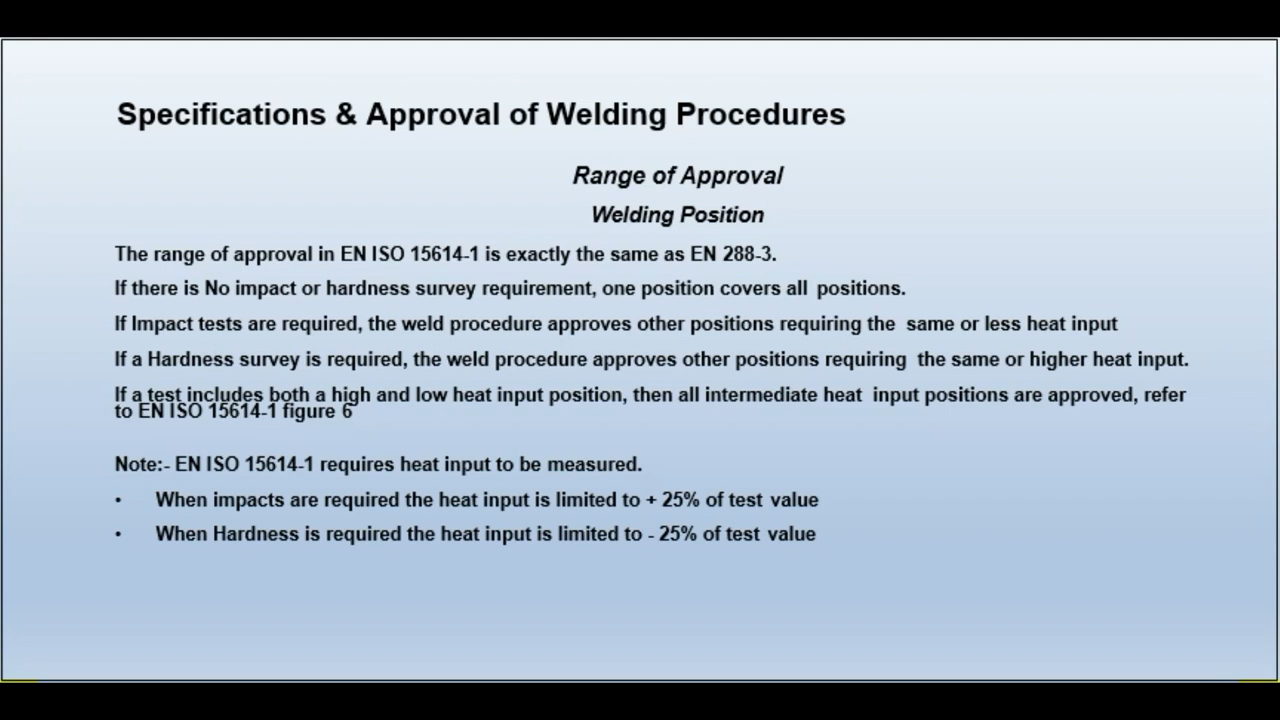 Specifications & Approval of Welding Procedures
Range of Approval
Welding Position
The range of approval in EN ISO 15614-1 is exactly the same as EN 288-3.
If there is No impact or hardness survey requirement, one position covers all positions.
If Impact tests are required, the weld procedure approves other positions requiring the same or less heat input
If a Hardness survey is required, the weld procedure approves other positions requiring the same or higher heat input.
If a test includes both a high and low heat input position, then all intermediate heat input positions are approved, refer
to EN ISO 15614-1 figure 6
Note:- EN ISO 15614-1 requires heat input to be measured.
• When impacts are required the heat input is limited to + 25% of test value
• When Hardness is required the heat input is limited to - 25% of test value